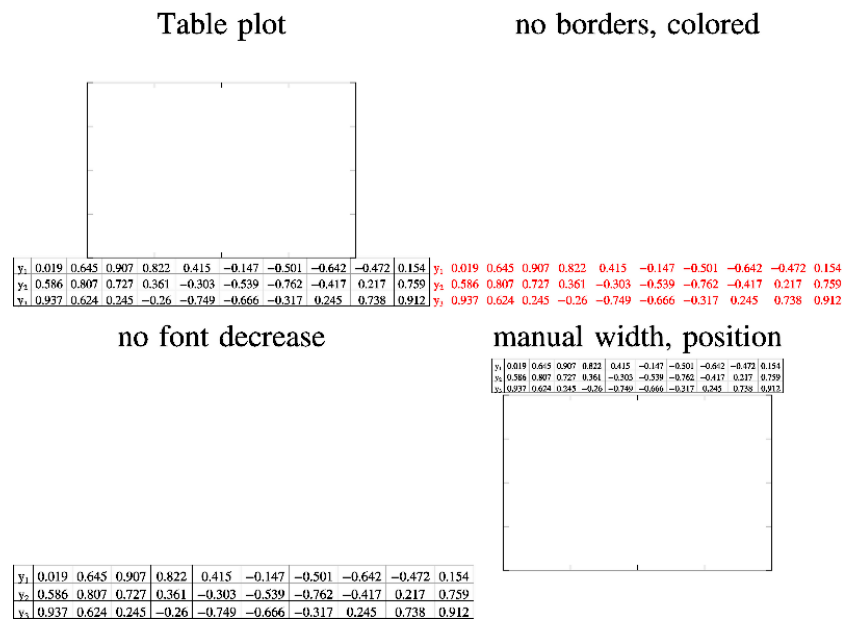 Table plot
no borders, colored
y₁ 0.019 0.645 0.907 0.822 0.415 −0.147 −0.501 −0.642 −0.472 0.154
y₂ 0.586 0.807 0.727 0.361 −0.303 −0.539 −0.762 −0.417 0.217 0.759
y₃ 0.937 0.624 0.245 −0.26 −0.749 −0.666 −0.317 0.245 0.738 0.912
y₁ 0.019 0.645 0.907 0.822 0.415 −0.147 −0.501 −0.642 −0.472 0.154
y₂ 0.586 0.807 0.727 0.361 −0.303 −0.539 −0.762 −0.417 0.217 0.759
y₃ 0.937 0.624 0.245 −0.26 −0.749 −0.666 −0.317 0.245 0.738 0.912
no font decrease
manual width, position
y₁ 0.019 0.645 0.907 0.822 0.415 −0.147 −0.501 −0.642 −0.472 0.154
y₂ 0.586 0.807 0.727 0.361 −0.303 −0.539 −0.762 −0.417 0.217 0.759
y₃ 0.937 0.624 0.245 −0.26 −0.749 −0.666 −0.317 0.245 0.738 0.912
y₁ 0.019 0.645 0.907 0.822 0.415 −0.147 −0.501 −0.642 −0.472 0.154
y₂ 0.586 0.807 0.727 0.361 −0.303 −0.539 −0.762 −0.417 0.217 0.759
y₃ 0.937 0.624 0.245 −0.26 −0.749 −0.666 −0.317 0.245 0.738 0.912